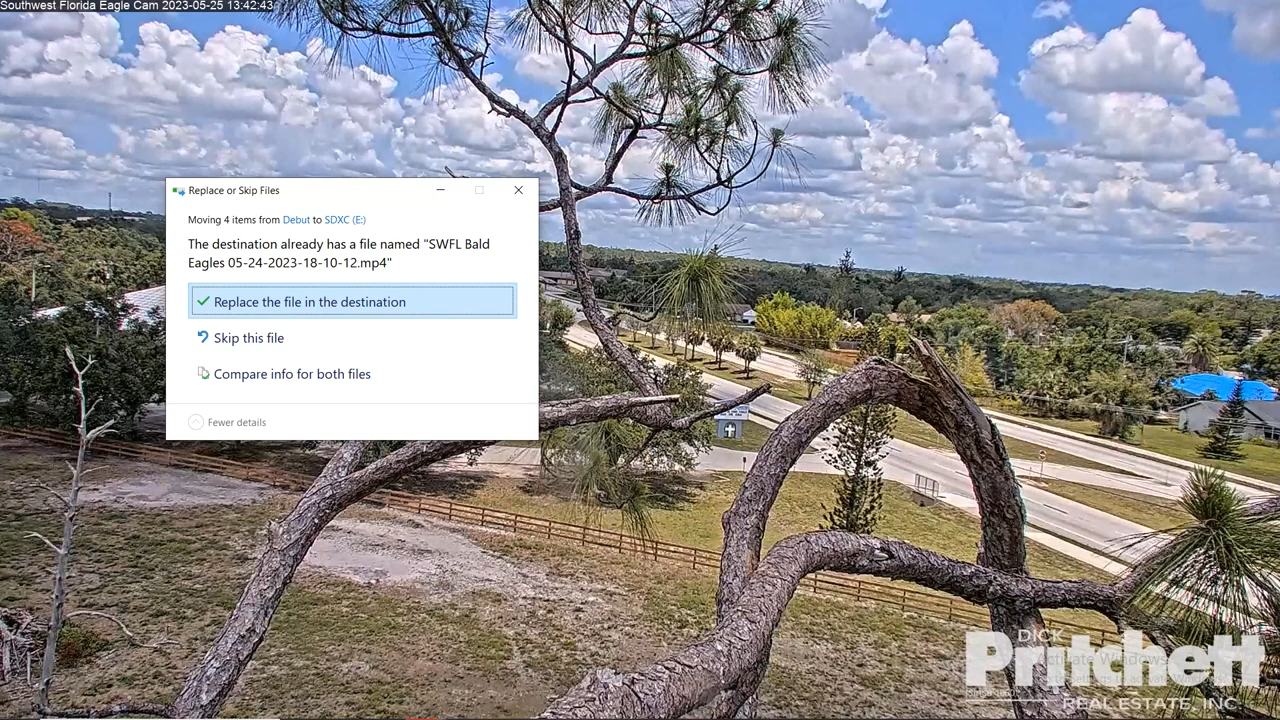 Southwest Florida Eagle Cam 2023-05-25 13:42:43
Replace or Skip Files
Moving 4 items from Debut to SDXC (E:)
The destination already has a file named "SWFL Bald
Eagles 05-24-2023-18-10-12.mp4"
Replace the file in the destination
Skip this file
Compare info for both files
Fewer details
DICK
Pritchett
REAL ESTATE, INC.